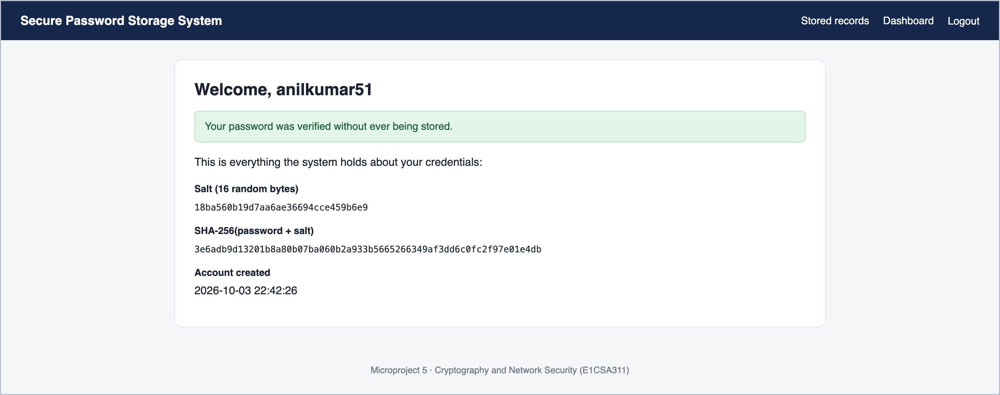 Secure Password Storage System
Stored records Dashboard Logout
Welcome, anilkumar51
Your password was verified without ever being stored.
This is everything the system holds about your credentials:
Salt (16 random bytes)
18ba560b19d7aa6ae36694cce459b6e9
SHA-256(password + salt)
3e6adb9d13201b8a80b07ba060b2a933b5665266349af3dd6c0fc2f97e01e4db
Account created
2026-10-03 22:42:26
Microproject 5 · Cryptography and Network Security (E1CSA311)